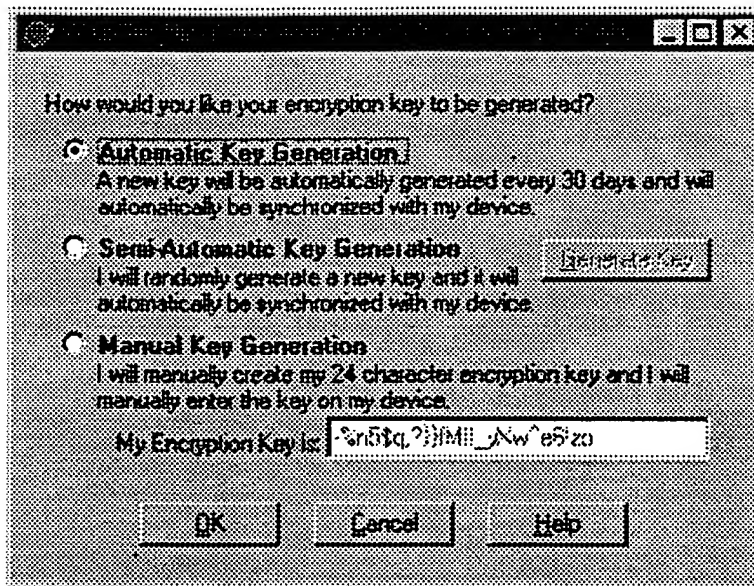 How would you like your encryption key to be generated?
Automatic Key Generation
A new key will be automatically generated every 30 days and will
automatically be synchronized with my device.
Semi-Automatic Key Generation
Generate Key
I will randomly generate a new key and it will
automatically be synchronized with my device.
Manual Key Generation
I will manually create my 24 character encryption key and I will
manually enter the key on my device.
My Encryption Key is:
OK Cancel Help